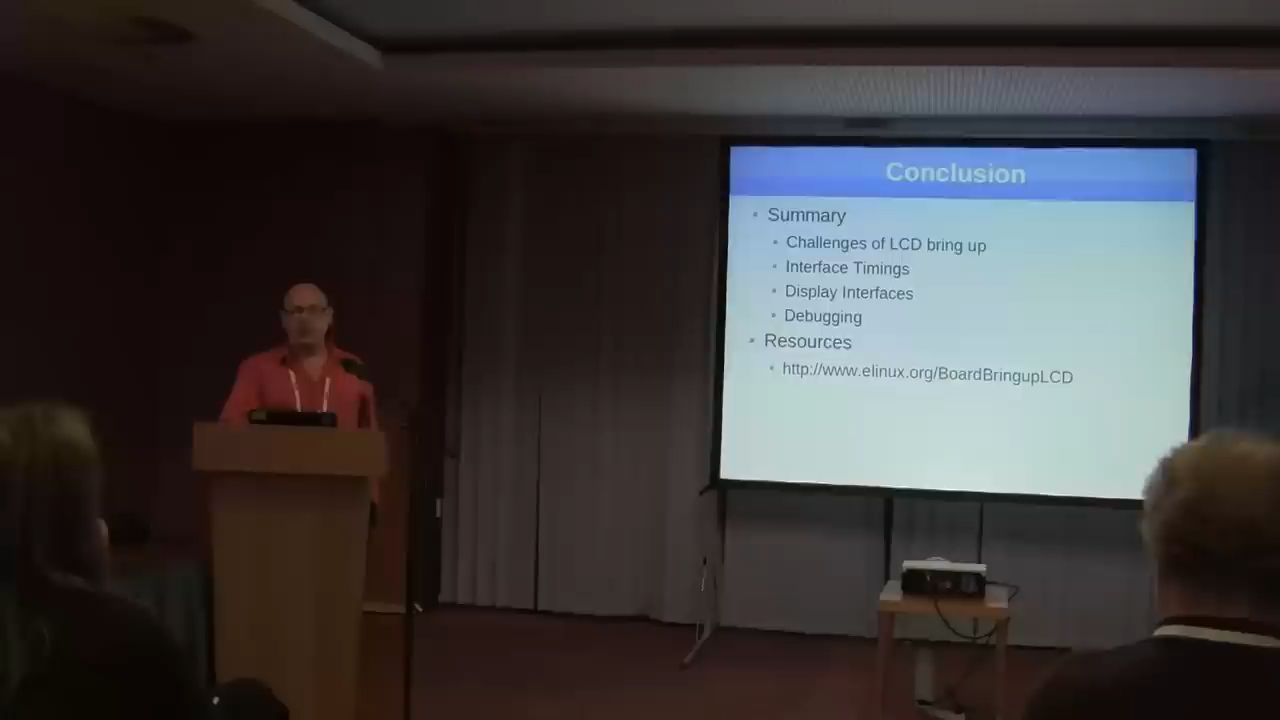 Conclusion
Summary
Challenges of LCD bring up
Interface Timings
Display Interfaces
Debugging
Resources
http://www.elinux.org/BoardBringupLCD